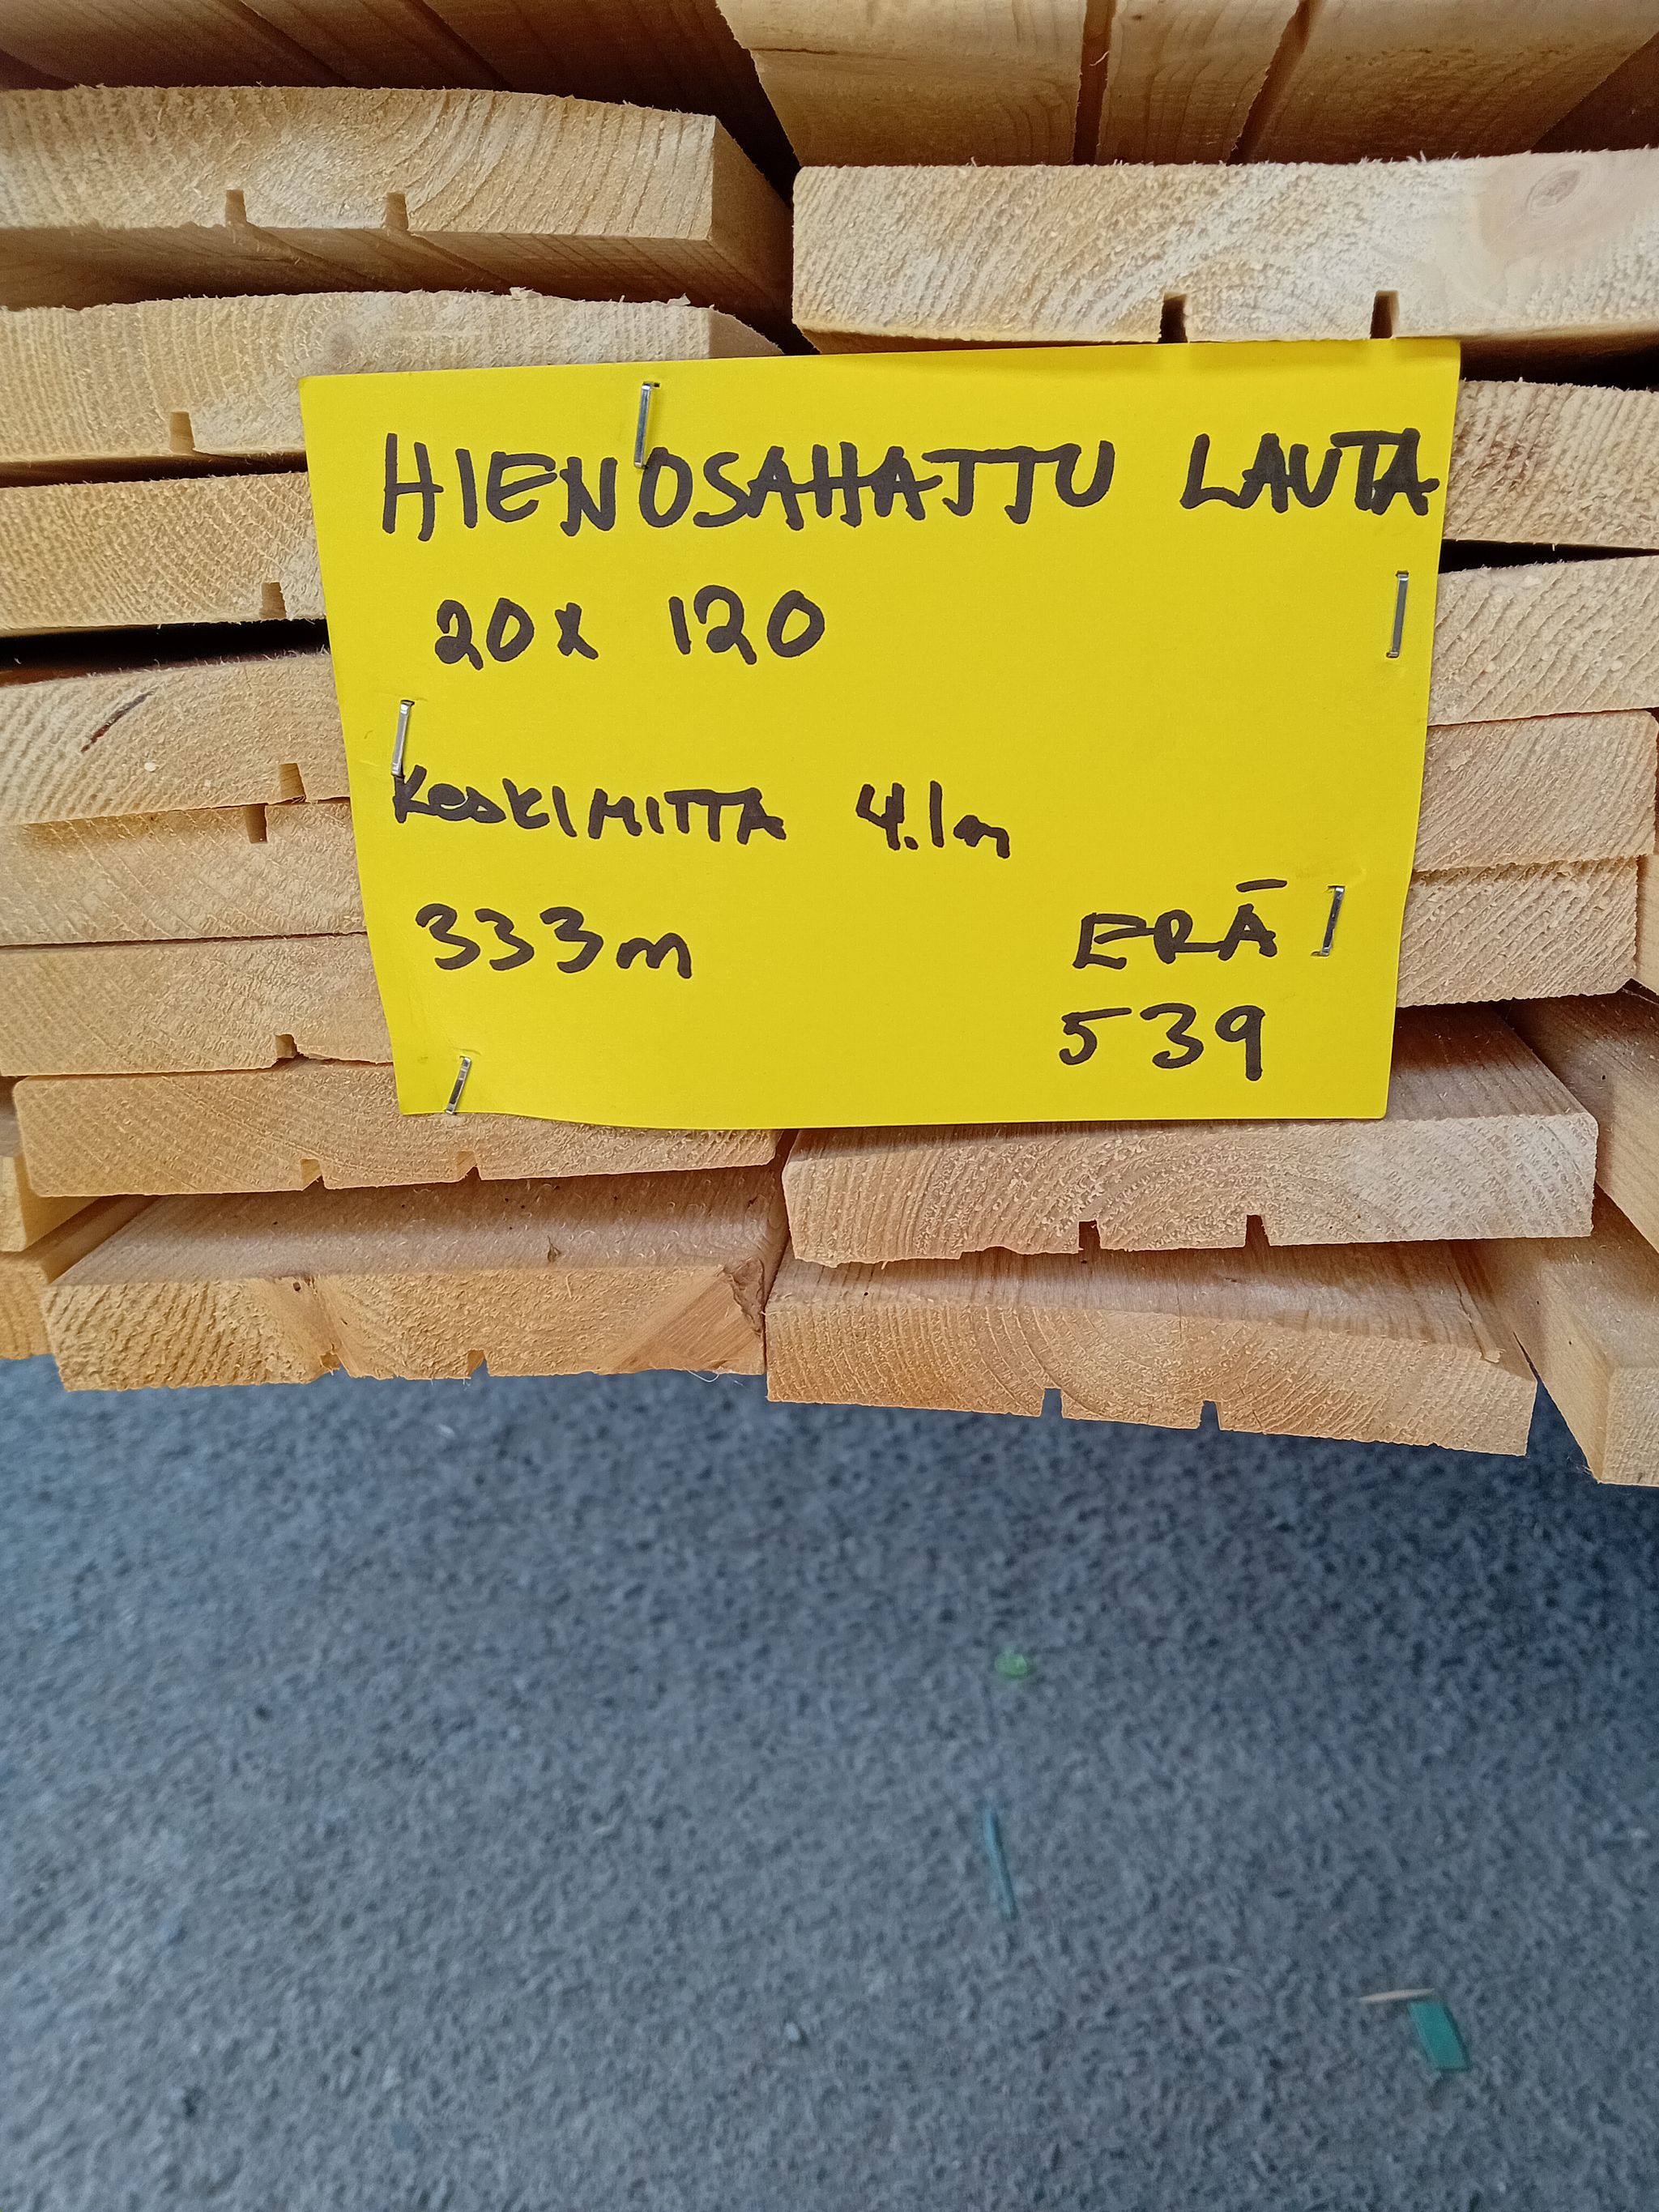 HIENOSAHATTU LAUTA
20x 120
KesKIMITTA 4.1m
333m
ERÄ
539